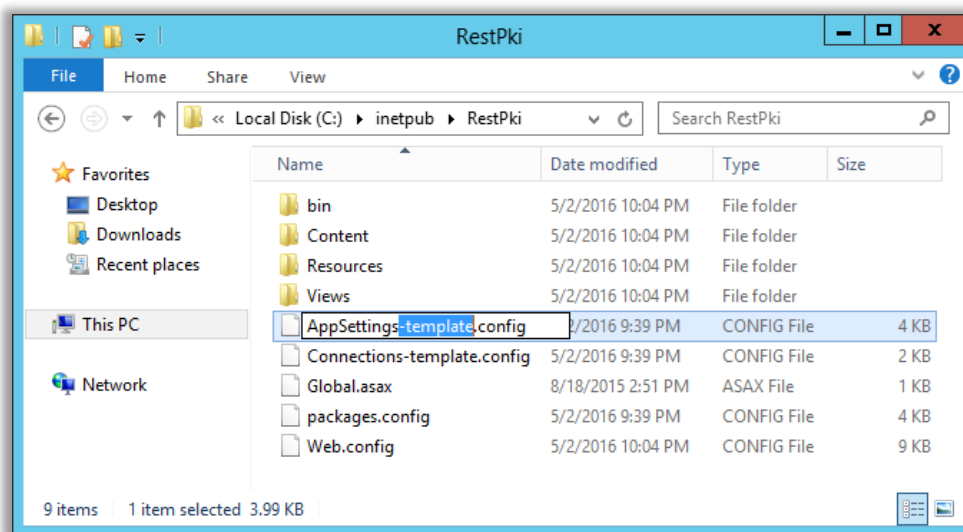 RestPki
File Home Share View
« Local Disk (C:) inetpub RestPki Search RestPki
Favorites
Desktop
Downloads
Recent places
This PC
Network
Name Date modified Type Size
bin 5/2/2016 10:04 PM File folder
Content 5/2/2016 10:04 PM File folder
Resources 5/2/2016 10:04 PM File folder
Views 5/2/2016 10:04 PM File folder
AppSettings-template.config 2/2016 9:39 PM CONFIG File 4 KB
Connections-template.config 5/2/2016 9:39 PM CONFIG File 2 KB
Global.asax 8/18/2015 2:51 PM ASAX File 1 KB
packages.config 5/2/2016 9:39 PM CONFIG File 4 KB
Web.config 5/2/2016 10:04 PM CONFIG File 9 KB
9 items 1 item selected 3.99 KB